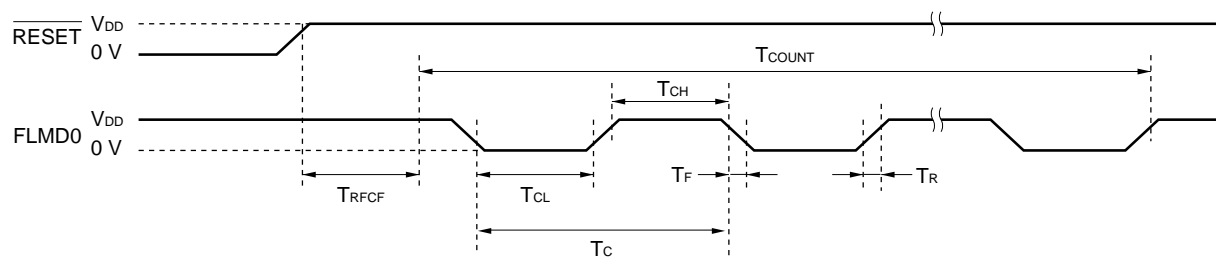 RESET VDD
0 V
TCOUNT
TCH
FLMD0 VDD
0 V
TRFCF TCL TF TR
TC